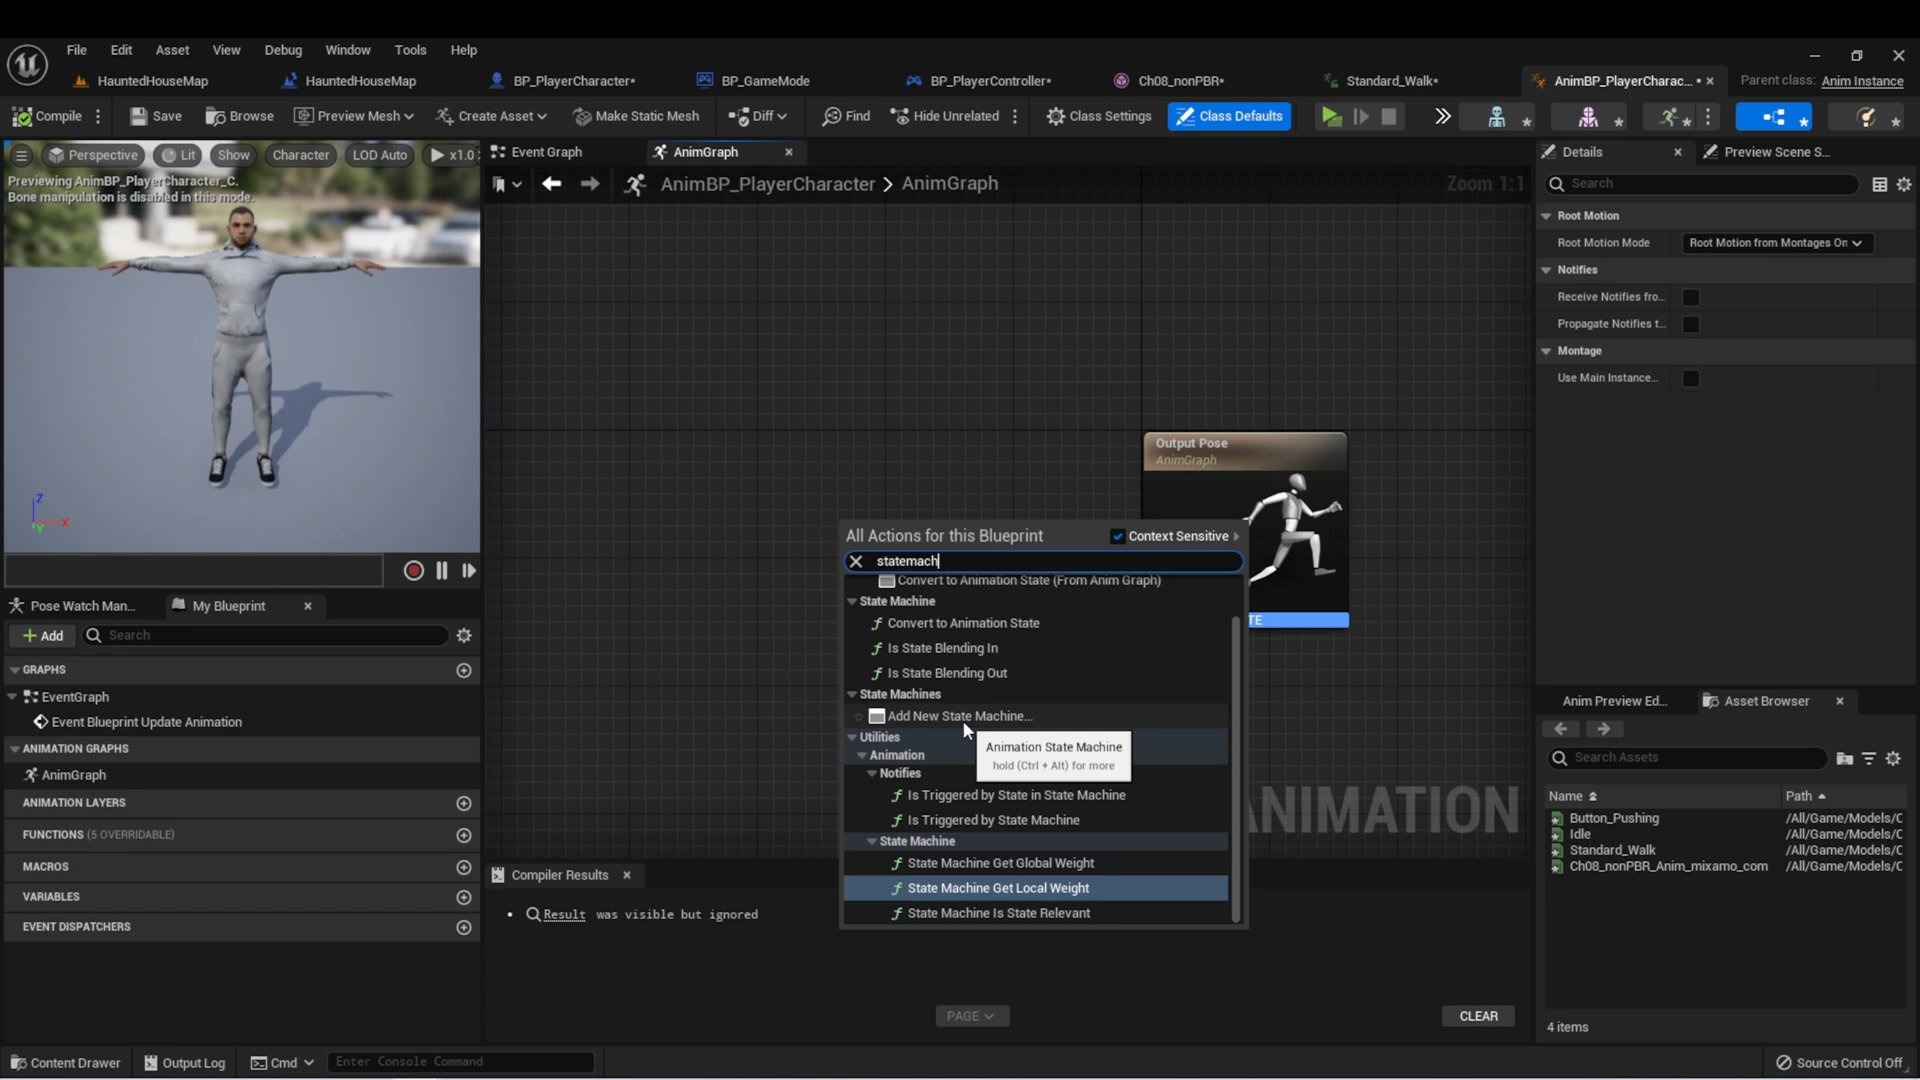 File Edit Asset View Debug Window Tools Help
HauntedHouseMap HauntedHouseMap BP_PlayerCharacter* BP_GameMode BP_PlayerController* Ch08_nonPBR* Standard_Walk* AnimBP_PlayerCharac... * Parent class: Anim Instance
Compile Save Browse Preview Mesh Create Asset Make Static Mesh Diff Find Hide Unrelated Class Settings Class Defaults
Perspective Lit Show Character LOD Auto x1.0
Previewing AnimBP_PlayerCharacter_C.
Bone manipulation is disabled in this mode.
Z
X
Y
Event Graph AnimGraph
AnimBP_PlayerCharacter > AnimGraph Zoom 1:1
Output Pose
AnimGraph
TE
All Actions for this Blueprint Context Sensitive
statemach
Convert to Animation State (From Anim Graph)
State Machine
Convert to Animation State
Is State Blending In
Is State Blending Out
State Machines
Add New State Machine...
Utilities
Animation
Notifies
Is Triggered by State in State Machine
Is Triggered by State Machine
State Machine
State Machine Get Global Weight
State Machine Get Local Weight
State Machine Is State Relevant
Animation State Machine
hold (Ctrl + Alt) for more
NIMATION
Pose Watch Man... My Blueprint
Add Search
GRAPHS
EventGraph
Event Blueprint Update Animation
ANIMATION GRAPHS
AnimGraph
ANIMATION LAYERS
FUNCTIONS (5 OVERRIDABLE)
MACROS
VARIABLES
EVENT DISPATCHERS
Compiler Results
Result was visible but ignored
PAGE CLEAR
Details Preview Scene S...
Search
Root Motion
Root Motion Mode Root Motion from Montages On
Notifies
Receive Notifies fro...
Propagate Notifies t...
Montage
Use Main Instance...
Anim Preview Ed... Asset Browser
Search Assets
Name Path
Button_Pushing /All/Game/Models/C
Idle /All/Game/Models/C
Standard_Walk /All/Game/Models/C
Ch08_nonPBR_Anim_mixamo_com /All/Game/Models/C
4 items
Content Drawer Output Log Cmd Enter Console Command Source Control Off